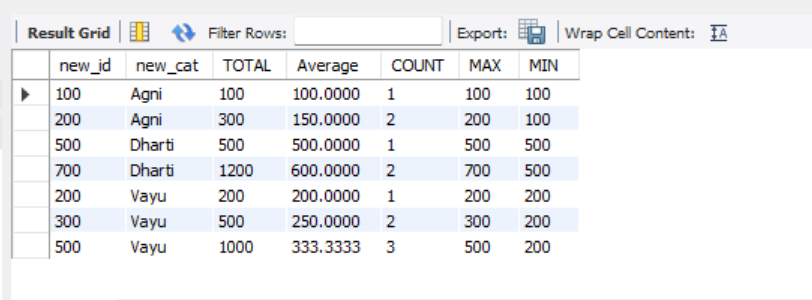 Result Grid Filter Rows: Export: Wrap Cell Content: IA
new_id new_cat TOTAL Average COUNT MAX MIN
100 Agni 100 100.0000 1 100 100
200 Agni 300 150.0000 2 200 100
500 Dharti 500 500.0000 1 500 500
700 Dharti 1200 600.0000 2 700 500
200 Vayu 200 200.0000 1 200 200
300 Vayu 500 250.0000 2 300 200
500 Vayu 1000 333.3333 3 500 200